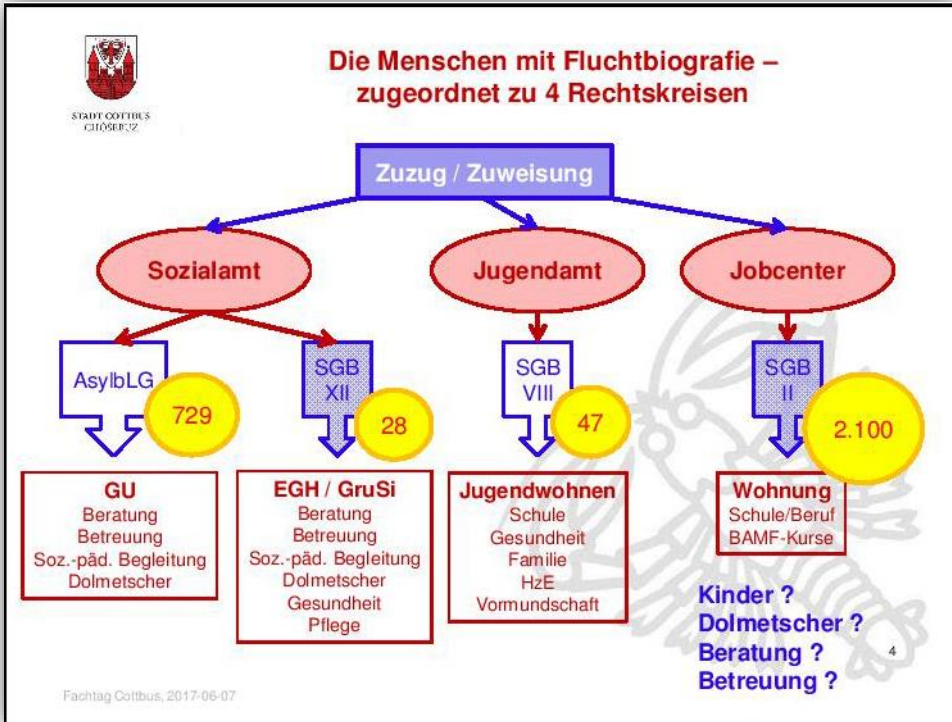 STADT COTTBUS
CHÓŚEBUZ
Die Menschen mit Fluchtbiografie –
zugeordnet zu 4 Rechtskreisen
Zuzug / Zuweisung
Sozialamt
Jugendamt
Jobcenter
AsylbLG
729
SGB
XII
28
SGB
VIII
47
SGB
II
2.100
GU
Beratung
Betreuung
Soz.-päd. Begleitung
Dolmetscher
EGH / GruSi
Beratung
Betreuung
Soz.-päd. Begleitung
Dolmetscher
Gesundheit
Pflege
Jugendwohnen
Schule
Gesundheit
Familie
HzE
Vormundschaft
Wohnung
Schule/Beruf
BAMF-Kurse
Kinder ?
Dolmetscher ?
Beratung ?
Betreuung ?
4
Fachtag Cottbus, 2017-06-07